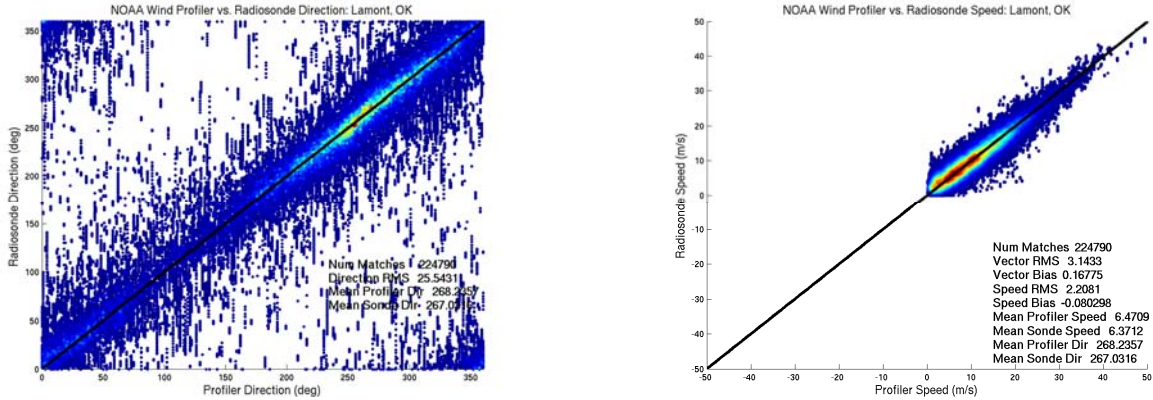 NOAA Wind Profiler vs. Radiosonde Direction: Lamont, OK
350
300
250
200
150
100
50
0
Radiosonde Direction (deg)
Num Matches 224790
Direction RMS 25.5431
Mean Profiler Dir 268.2357
Mean Sonde Dir 267.0316
0 50 100 150 200 250 300 350
Profiler Direction (deg)
NOAA Wind Profiler vs. Radiosonde Speed: Lamont, OK
50
40
30
20
10
0
-10
-20
-30
-40
-50
Radiosonde Speed (m/s)
Num Matches 224790
Vector RMS 3.1433
Vector Bias 0.16775
Speed RMS 2.2081
Speed Bias -0.080298
Mean Profiler Speed 6.4709
Mean Sonde Speed 6.3712
Mean Profiler Dir 268.2357
Mean Sonde Dir 267.0316
-50 -40 -30 -20 -10 0 10 20 30 40 50
Profiler Speed (m/s)